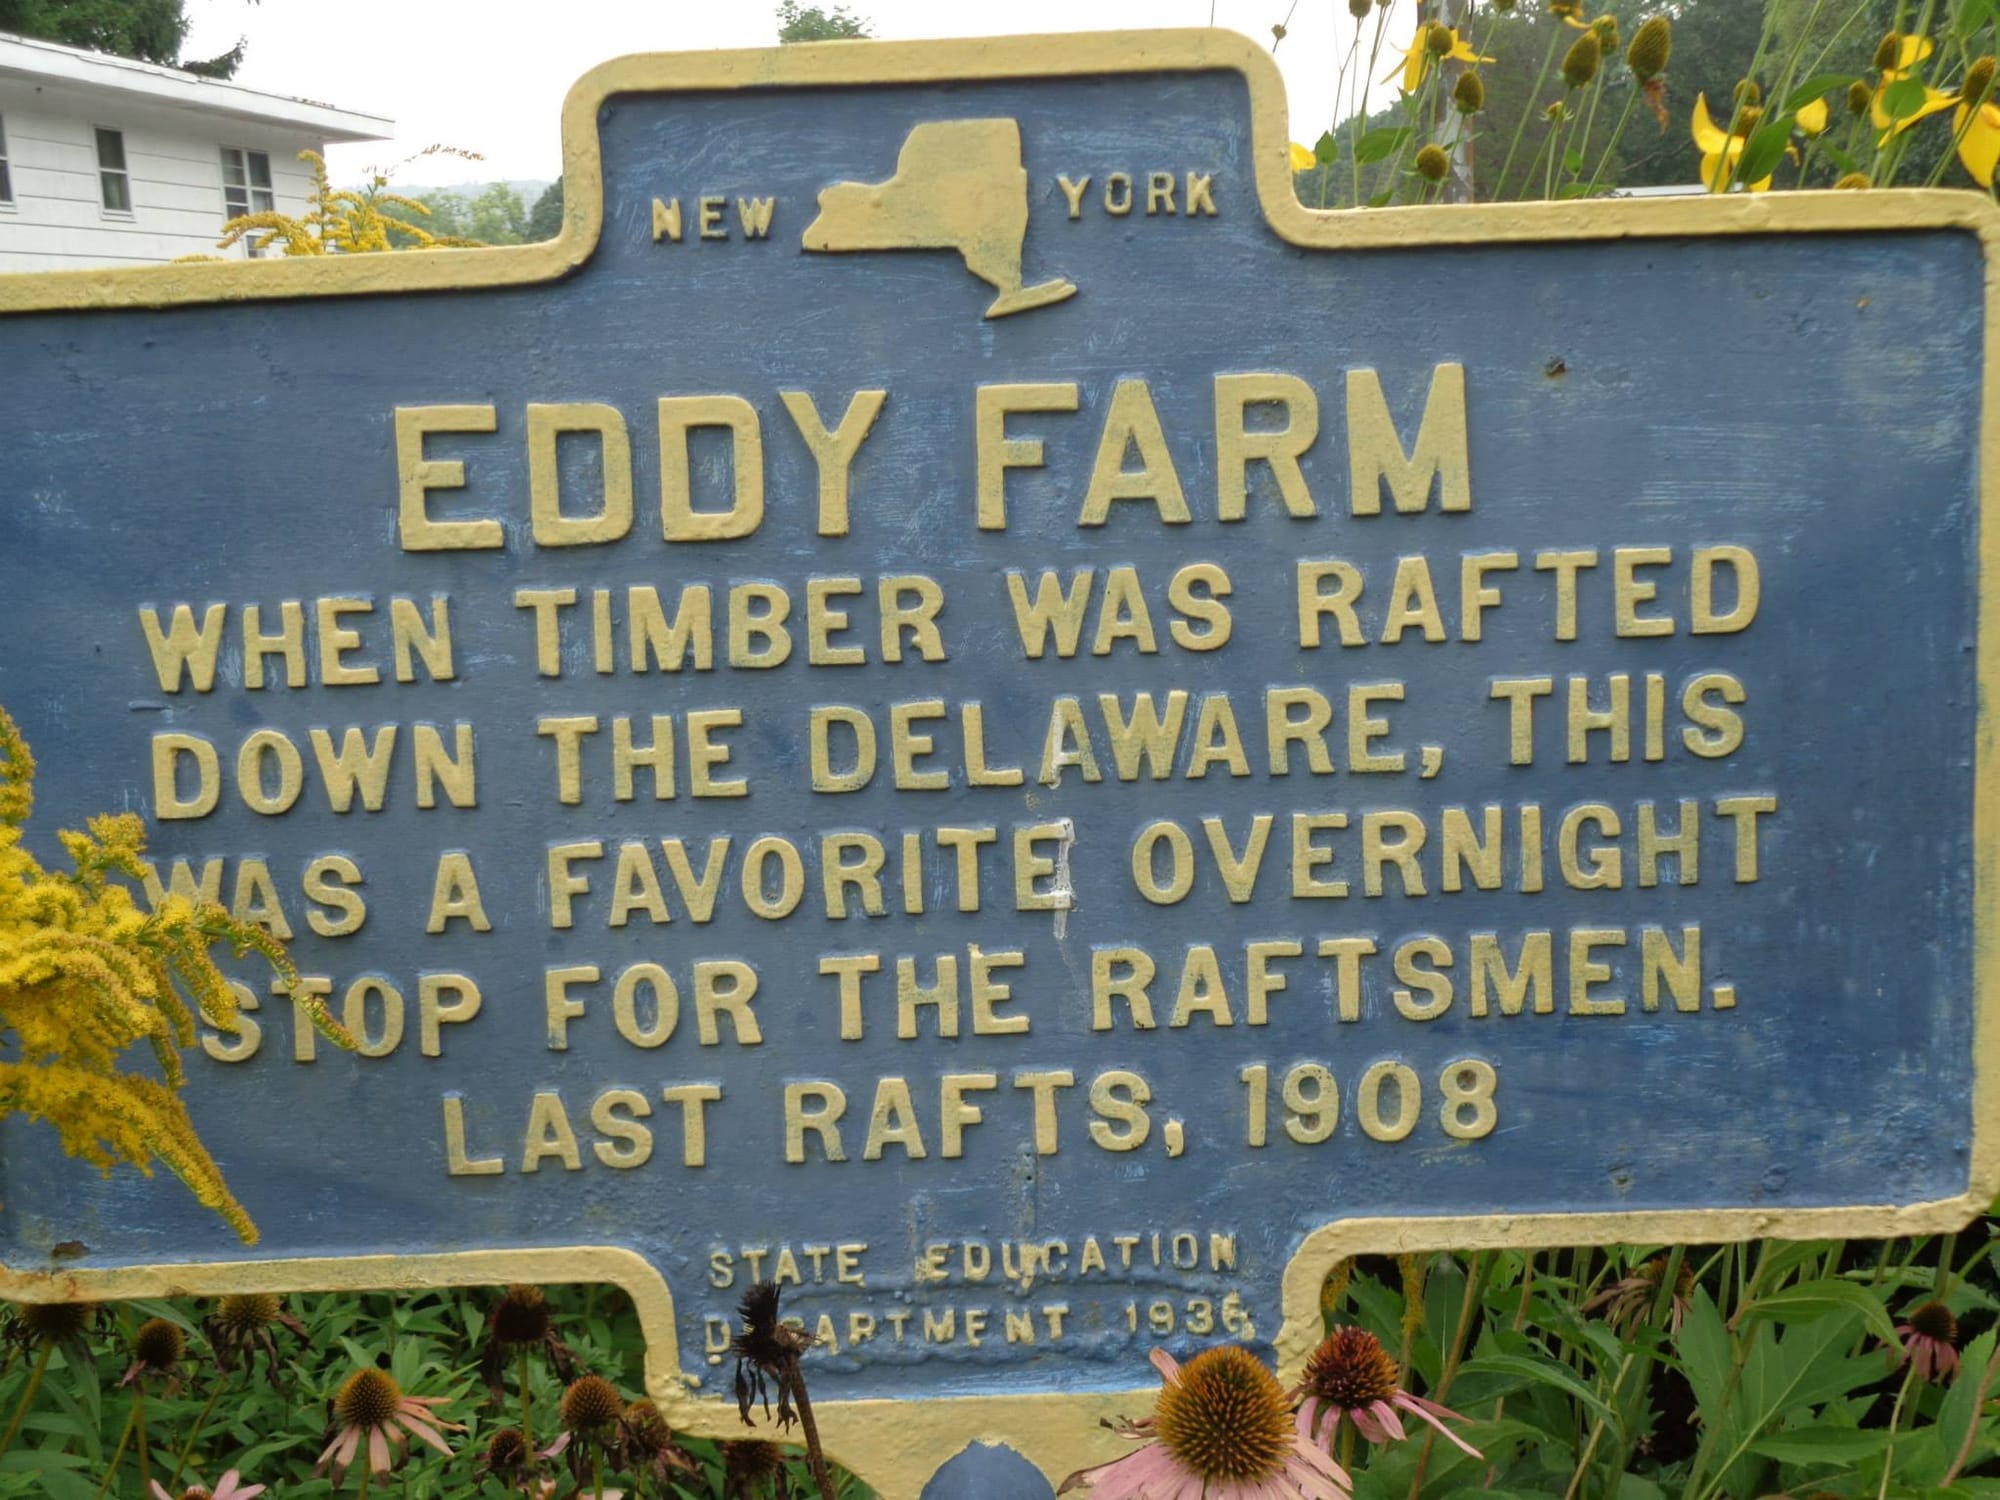 NEW YORK
EDDY FARM
WHEN TIMBER WAS RAFTED
DOWN THE DELAWARE, THIS
WAS A FAVORITE OVERNIGHT
STOP FOR THE RAFTSMEN.
LAST RAFTS, 1908
STATE EDUCATION
DEPARTMENT 1936